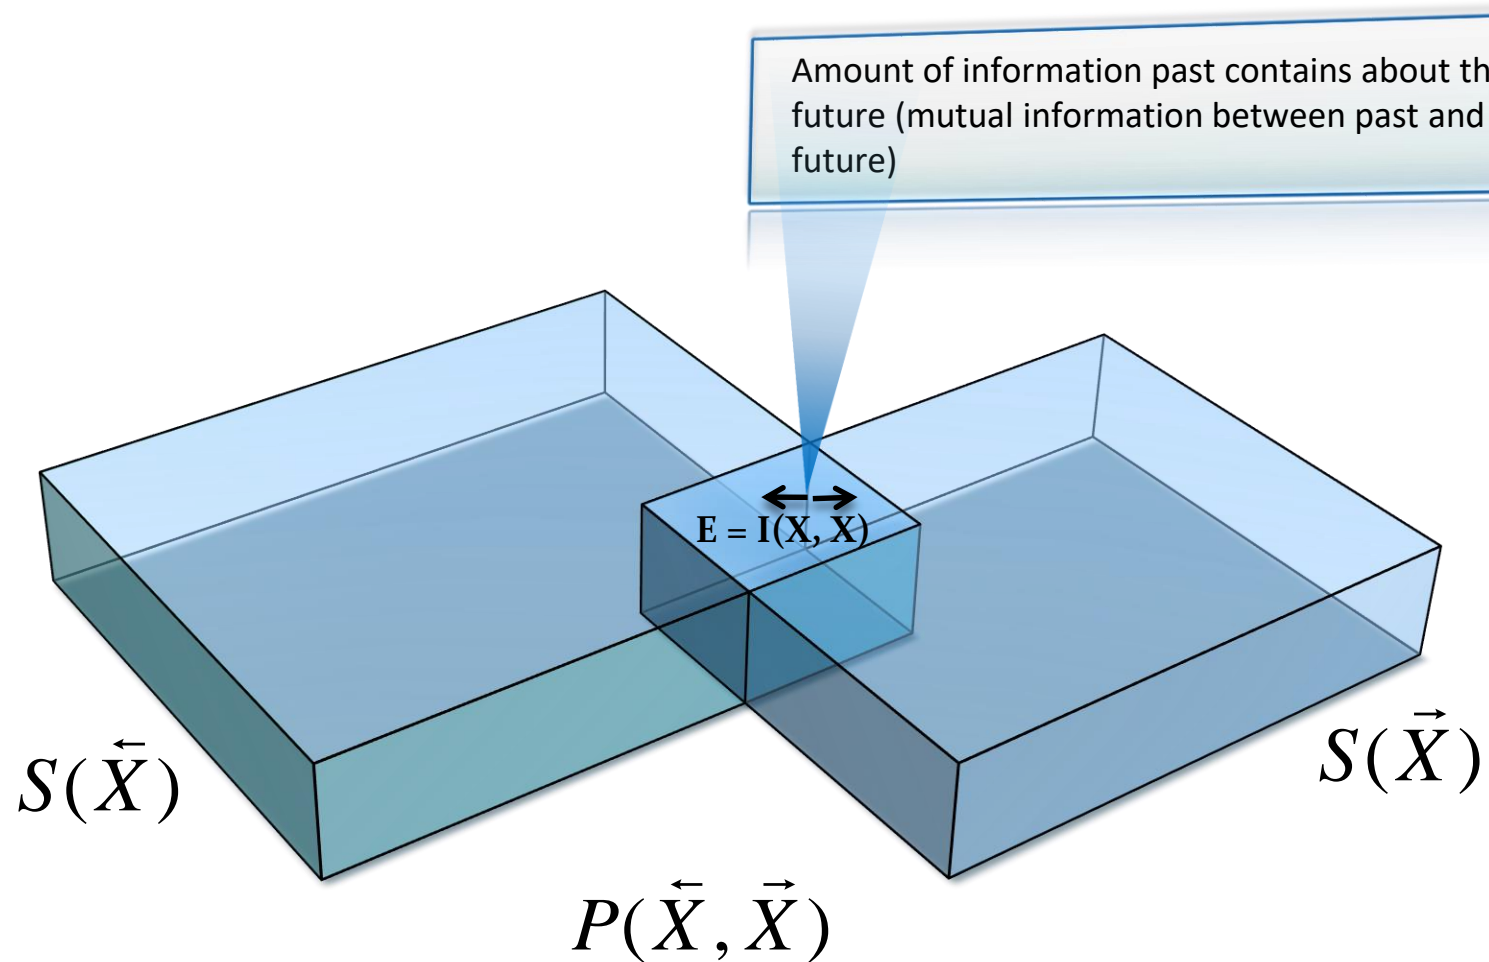 Amount of information past contains about th
future (mutual information between past and
future)
E = I(X⃖, X⃗)
S(X⃖)
S(X⃗)
P(X⃖, X⃗)